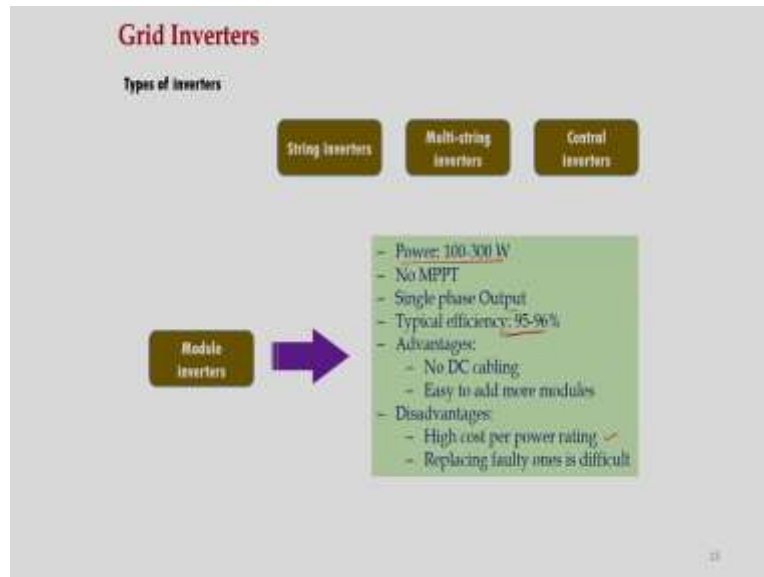 Grid Inverters
Types of inverters
String inverters
Multi-string
inverters
Central
inverters
– Power: 100-300 W
– No MPPT
– Single phase Output
– Typical efficiency: 95-96%
– Advantages:
– No DC cabling
– Easy to add more modules
– Disadvantages:
– High cost per power rating
– Replacing faulty ones is difficult
Module
inverters